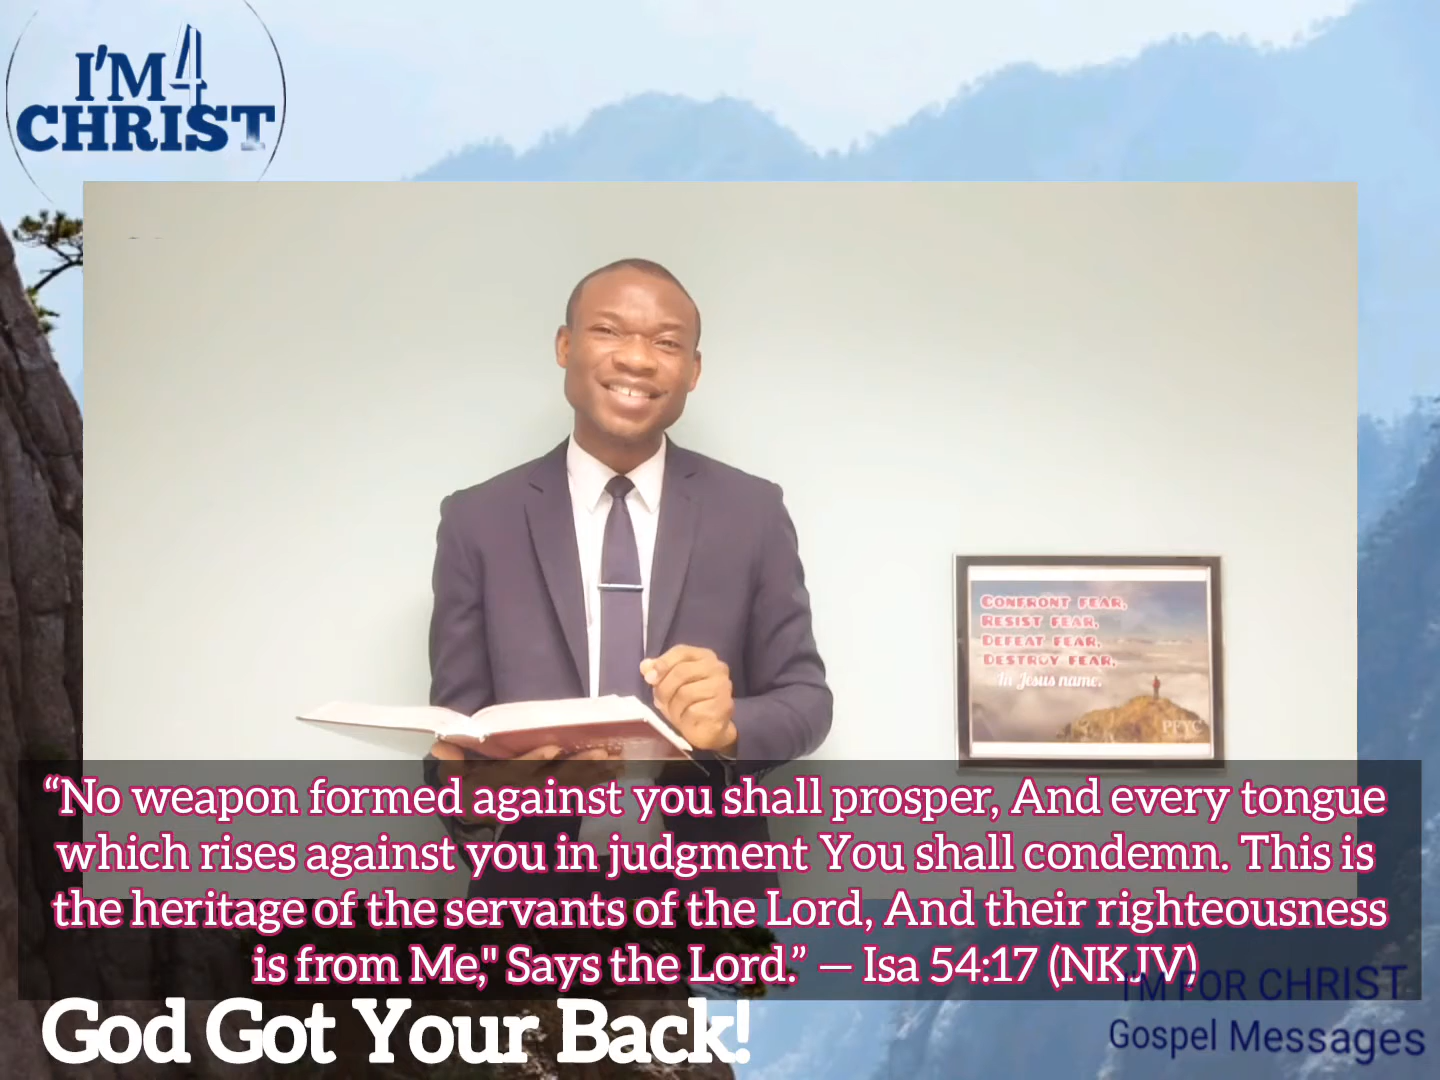 I'M 4
CHRIST
CONFRONT FEAR,
RESIST FEAR,
DEFEAT FEAR,
DESTROY FEAR,
In Jesus name.
PFYC
“No weapon formed against you shall prosper, And every tongue
which rises against you in judgment You shall condemn. This is
the heritage of the servants of the Lord, And their righteousness
is from Me," Says the Lord.” — Isa 54:17 (NKJV)
God Got Your Back!
I'M FOR CHRIST
Gospel Messages